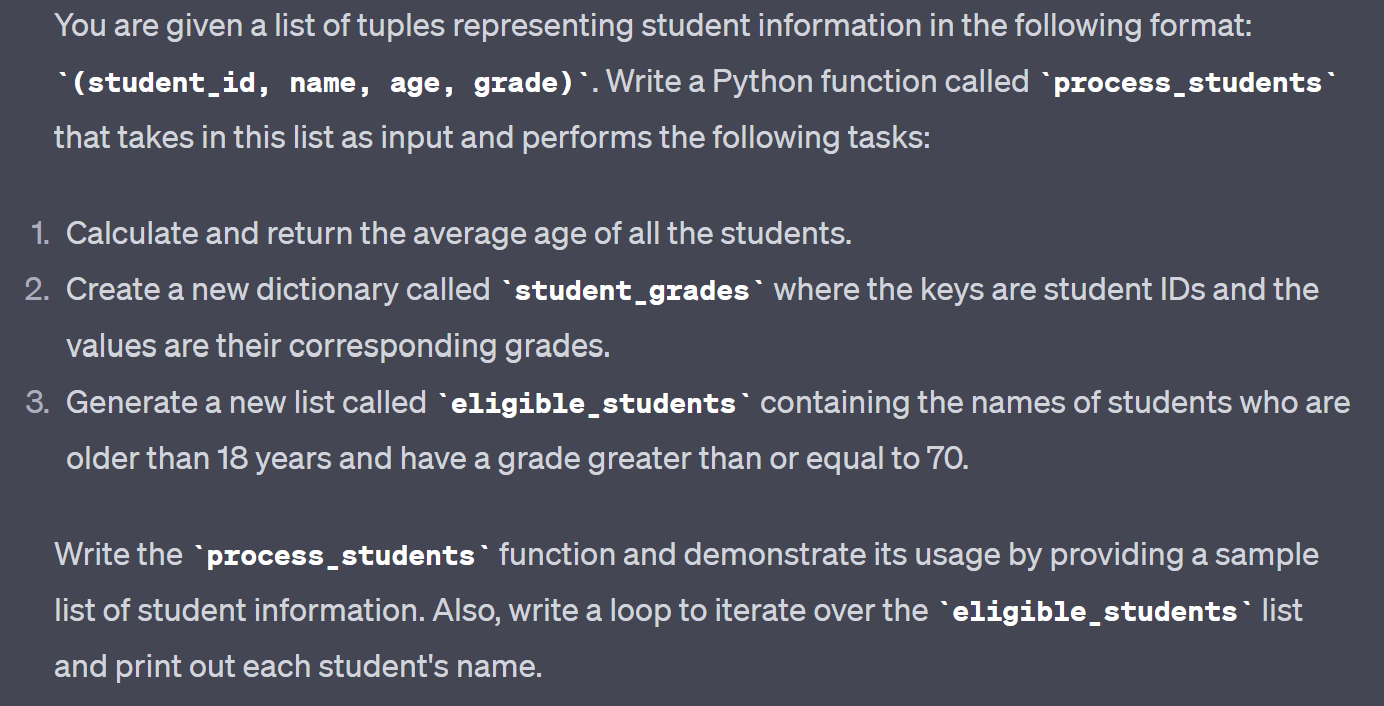 You are given a list of tuples representing student information in the following format:
`(student_id, name, age, grade)`. Write a Python function called `process_students`
that takes in this list as input and performs the following tasks:
1. Calculate and return the average age of all the students.
2. Create a new dictionary called `student_grades` where the keys are student IDs and the
values are their corresponding grades.
3. Generate a new list called `eligible_students` containing the names of students who are
older than 18 years and have a grade greater than or equal to 70.
Write the `process_students` function and demonstrate its usage by providing a sample
list of student information. Also, write a loop to iterate over the `eligible_students` list
and print out each student's name.